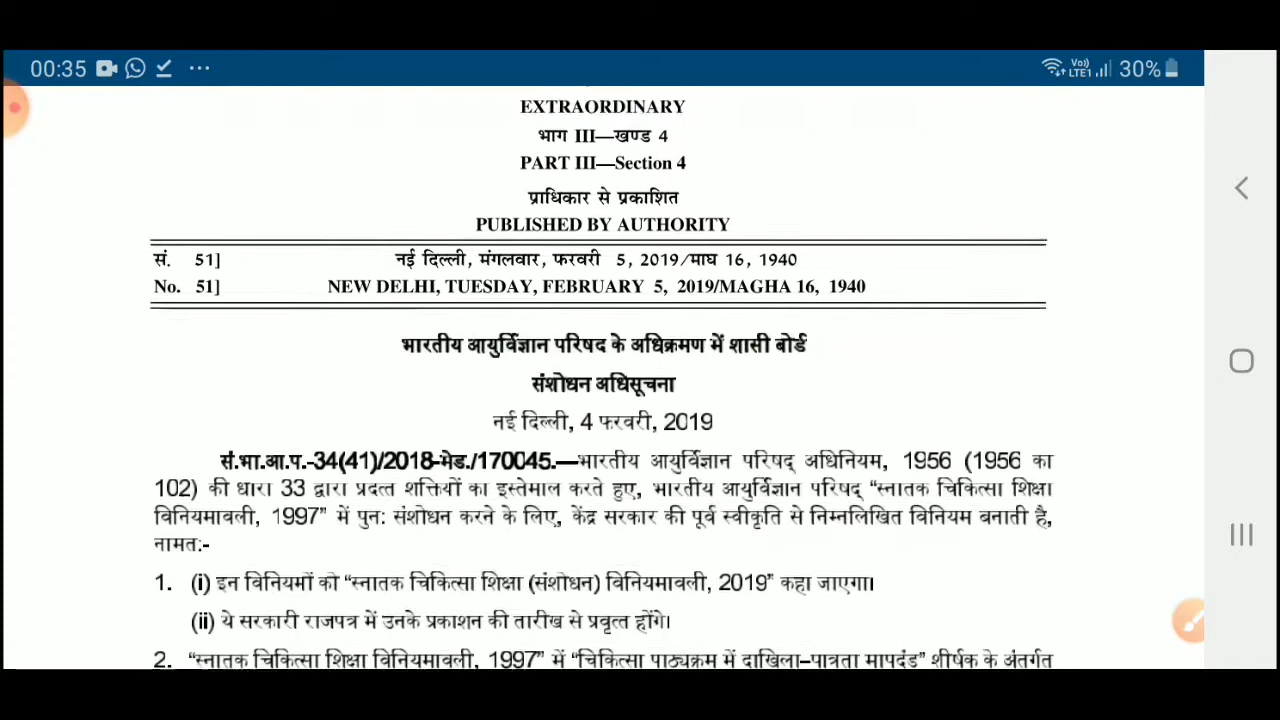 00:35
Vo)) LTE1 30%
EXTRAORDINARY
भाग III—खण्ड 4
PART III—Section 4
प्राधिकार से प्रकाशित
PUBLISHED BY AUTHORITY
सं. 51] नई दिल्ली, मंगलवार, फरवरी 5, 2019/माघ 16, 1940
No. 51] NEW DELHI, TUESDAY, FEBRUARY 5, 2019/MAGHA 16, 1940
भारतीय आयुर्विज्ञान परिषद के अधिक्रमण में शासी बोर्ड
संशोधन अधिसूचना
नई दिल्ली, 4 फरवरी, 2019
सं.भा.आ.प.-34(41)/2018-मेड./170045.—भारतीय आयुर्विज्ञान परिषद् अधिनियम, 1956 (1956 का
102) की धारा 33 द्वारा प्रदत्त शक्तियों का इस्तेमाल करते हुए, भारतीय आयुर्विज्ञान परिषद् “स्नातक चिकित्सा शिक्षा
विनियमावली, 1997” में पुनः संशोधन करने के लिए, केंद्र सरकार की पूर्व स्वीकृति से निम्नलिखित विनियम बनाती है,
नामतः-
1. (i) इन विनियमों को “स्नातक चिकित्सा शिक्षा (संशोधन) विनियमावली, 2019” कहा जाएगा।
(ii) ये सरकारी राजपत्र में उनके प्रकाशन की तारीख से प्रवृत्त होंगे।
2. “स्नातक चिकित्सा शिक्षा विनियमावली, 1997” में “चिकित्सा पाठ्यक्रम में दाखिला–पात्रता मापदंड” शीर्षक के अंतर्गत